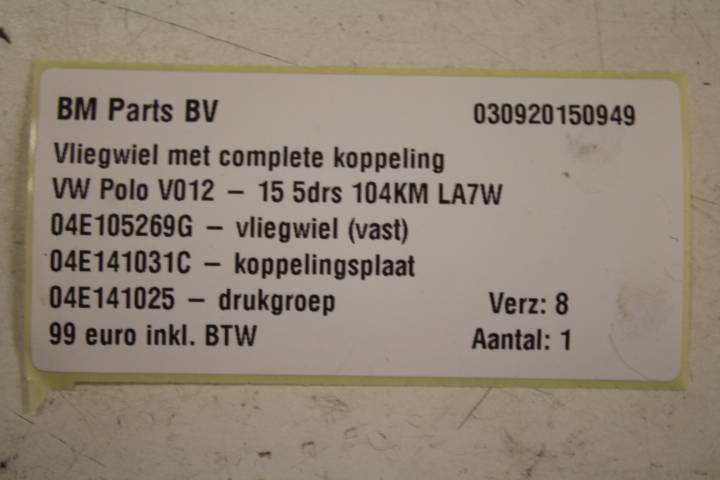 BM Parts BV 030920150949
Vliegwiel met complete koppeling
VW Polo V012 – 15 5drs 104KM LA7W
04E105269G – vliegwiel (vast)
04E141031C – koppelingsplaat
04E141025 – drukgroep Verz: 8
99 euro inkl. BTW Aantal: 1